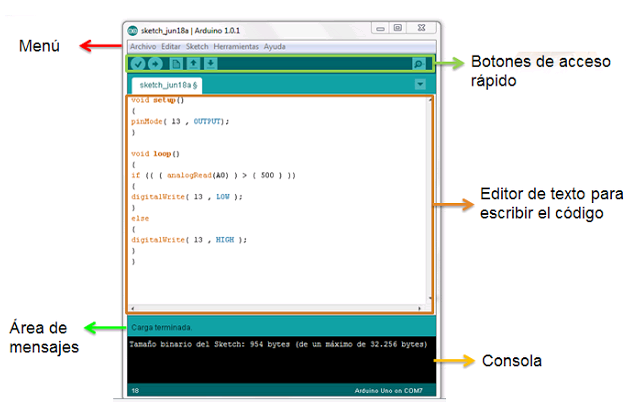 sketch_jun18a | Arduino 1.0.1
Menú
Archivo Editar Sketch Herramientas Ayuda
Botones de acceso
rápido
sketch_jun18a §
void setup()
{
pinMode( 13 , OUTPUT);
}
void loop()
{
if (( ( analogRead(A0) ) > ( 500 ) ))
{
digitalWrite( 13 , LOW );
}
else
{
digitalWrite( 13 , HIGH );
}
}
Editor de texto para
escribir el código
Área de
mensajes
Carga terminada.
Tamaño binario del Sketch: 954 bytes (de un máximo de 32.256 bytes)
Consola
18
Arduino Uno on COM7